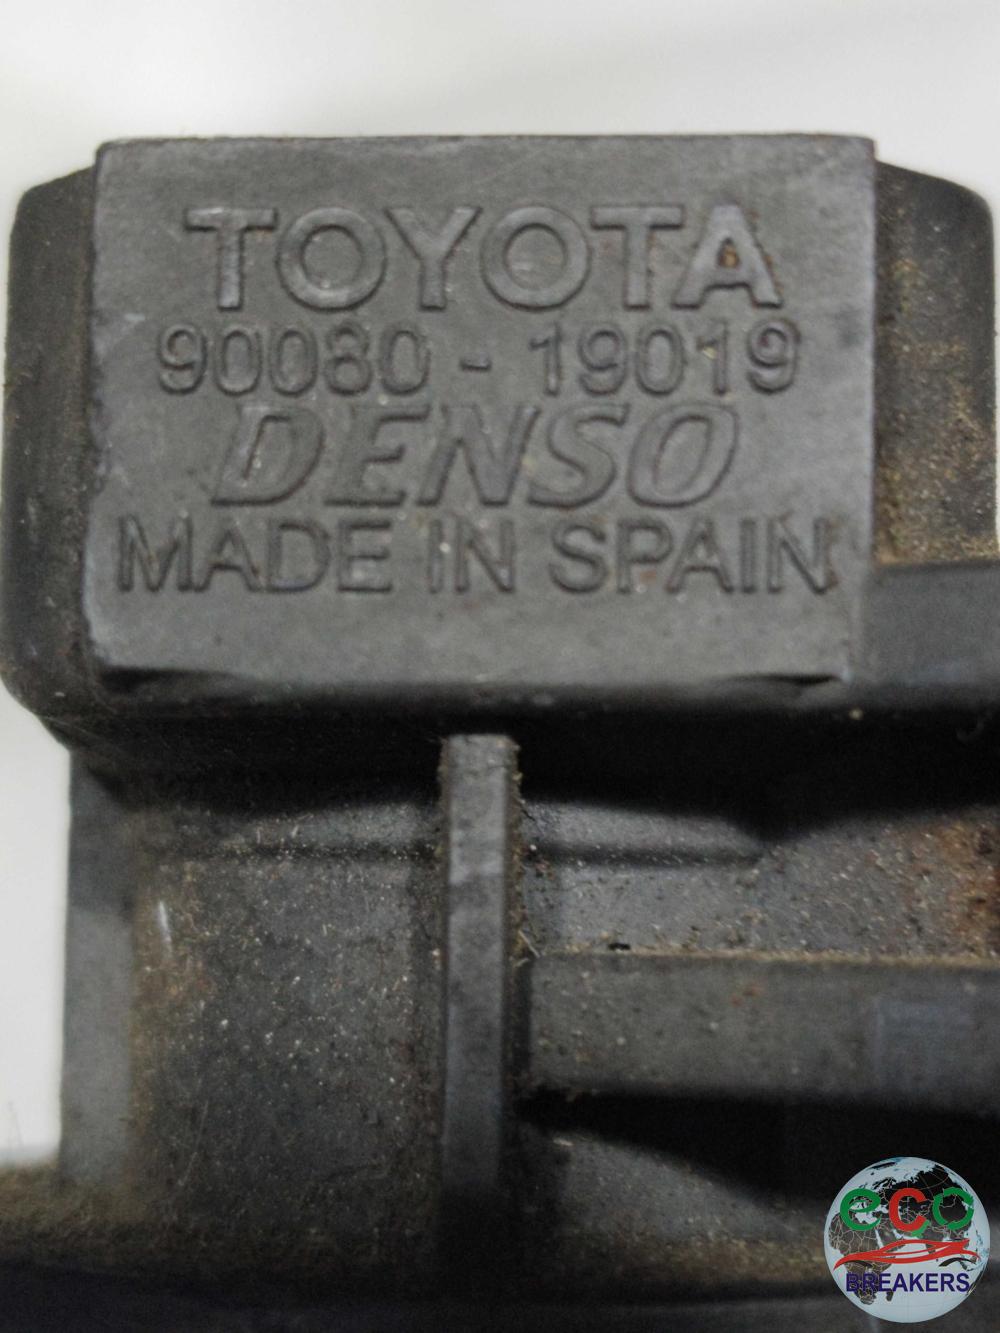 TOYOTA
90080-19019
DENSO
MADE IN SPAIN
eco
BREAKERS